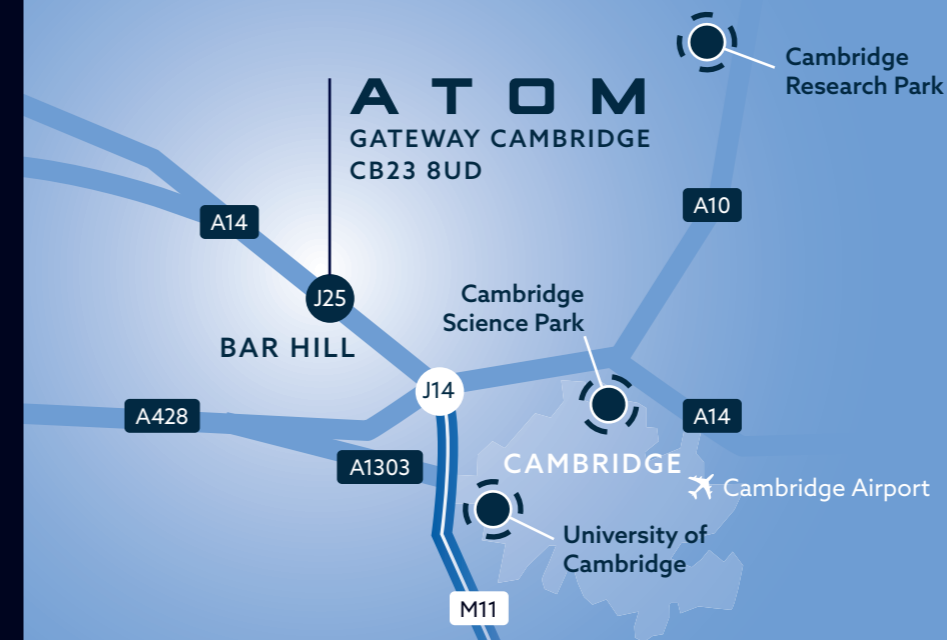 Cambridge
Research Park
ATOM
GATEWAY CAMBRIDGE
CB23 8UD
A10
A14
J25
Cambridge
Science Park
BAR HILL
J14
A428
A14
A1303
CAMBRIDGE
Cambridge Airport
University of
Cambridge
M11